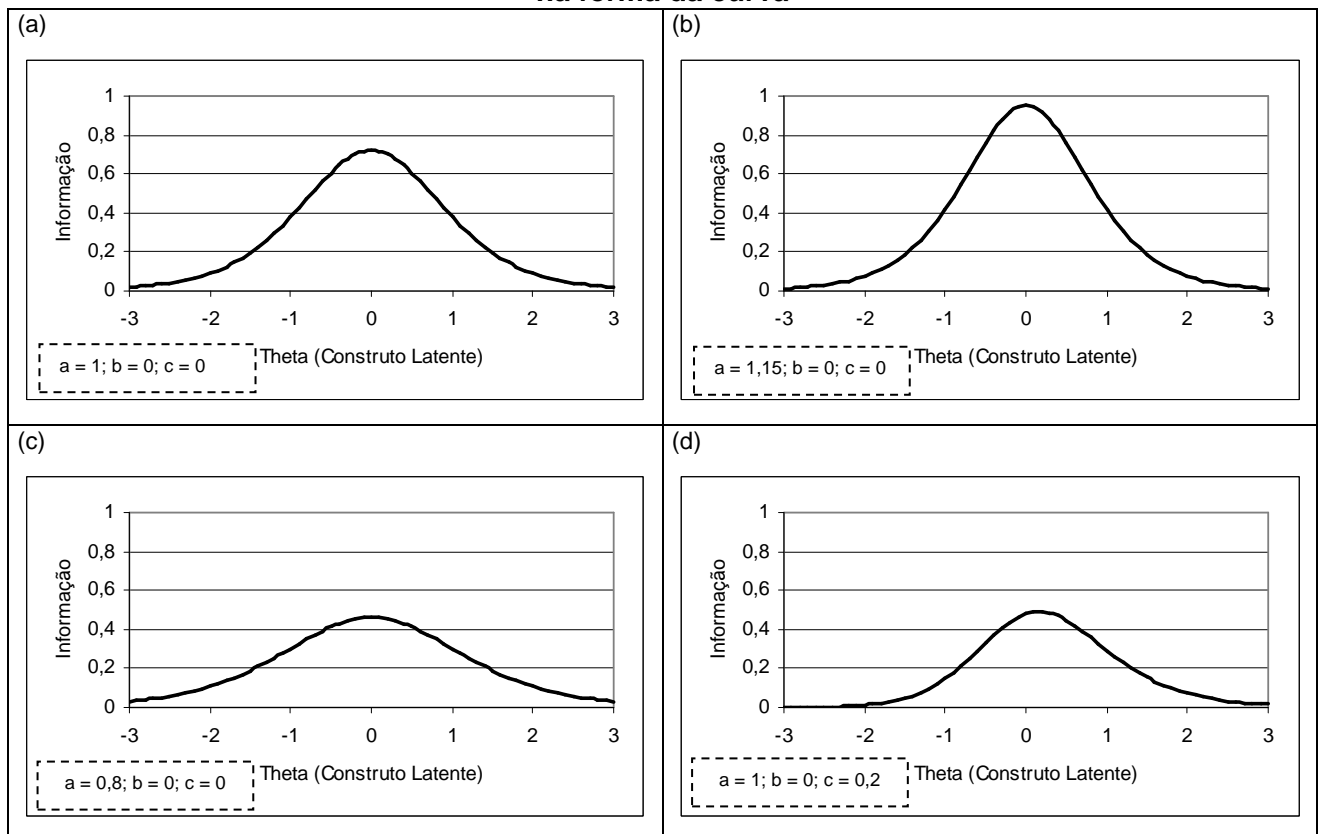 (a)
Informação
1
0,8
0,6
0,4
0,2
0
-3 -2 -1 0 1 2 3
Theta (Construto Latente)
a = 1; b = 0; c = 0
(b)
Informação
1
0,8
0,6
0,4
0,2
0
-3 -2 -1 0 1 2 3
Theta (Construto Latente)
a = 1,15; b = 0; c = 0
(c)
Informação
1
0,8
0,6
0,4
0,2
0
-3 -2 -1 0 1 2 3
Theta (Construto Latente)
a = 0,8; b = 0; c = 0
(d)
Informação
1
0,8
0,6
0,4
0,2
0
-3 -2 -1 0 1 2 3
Theta (Construto Latente)
a = 1; b = 0; c = 0,2